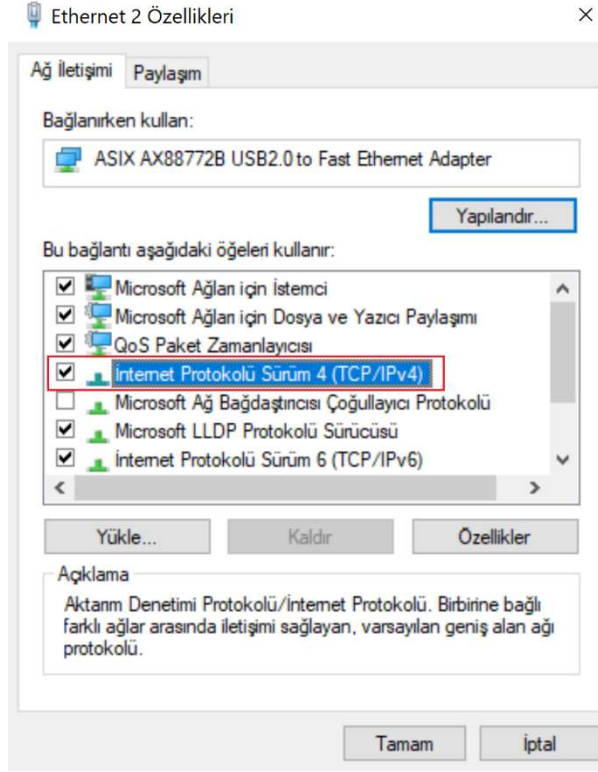 Ethernet 2 Özellikleri
Ağ İletişimi Paylaşım
Bağlanırken kullan:
ASIX AX88772B USB2.0 to Fast Ethernet Adapter
Yapılandır...
Bu bağlantı aşağıdaki öğeleri kullanır:
Microsoft Ağları için İstemci
Microsoft Ağları için Dosya ve Yazıcı Paylaşımı
QoS Paket Zamanlayıcısı
İnternet Protokolü Sürüm 4 (TCP/IPv4)
Microsoft Ağ Bağdaştırıcısı Çoğullayıcı Protokolü
Microsoft LLDP Protokolü Sürücüsü
İnternet Protokolü Sürüm 6 (TCP/IPv6)
Yükle... Kaldır Özellikler
Açıklama
Aktarım Denetimi Protokolü/İnternet Protokolü. Birbirine bağlı
farklı ağlar arasında iletişimi sağlayan, varsayılan geniş alan ağı
protokolü.
Tamam İptal